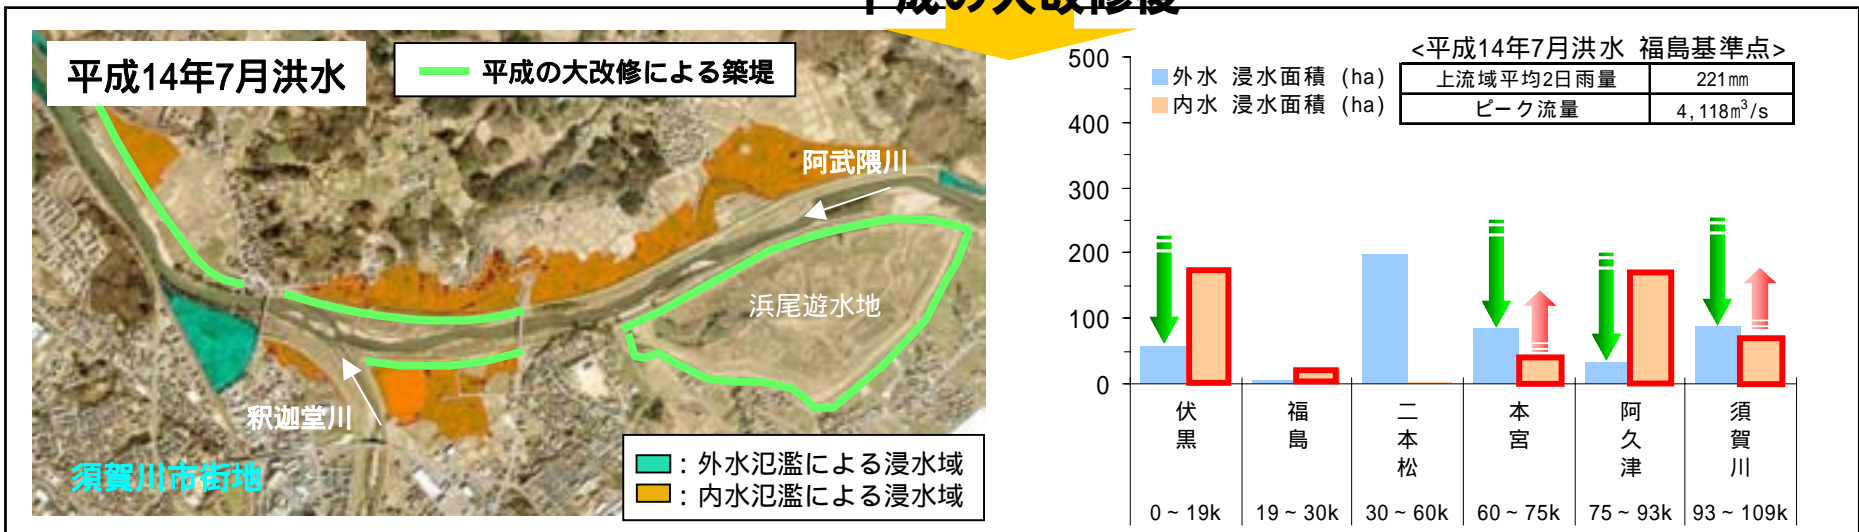 平成の大改修後
平成14年7月洪水
平成の大改修による築堤
阿武隈川
浜尾遊水地
釈迦堂川
須賀川市街地
：外水氾濫による浸水域
：内水氾濫による浸水域
<平成14年7月洪水 福島基準点>
上流域平均2日雨量 221㎜
ピーク流量 4,118m³/s
外水 浸水面積 (ha)
内水 浸水面積 (ha)
500
400
300
200
100
0
伏黒 福島 二本松 本宮 阿久津 須賀川
0～19k 19～30k 30～60k 60～75k 75～93k 93～109k